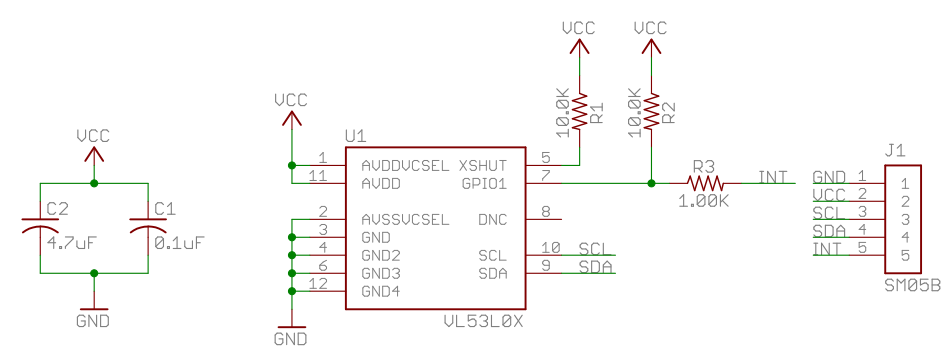 VCC
C2
4.7uF
C1
0.1uF
GND
VCC
U1
1 AVDDVCSEL XSHUT 5
11 AVDD GPIO1 7
2 AVSSVCSEL DNC 8
3 GND
4 GND2 SCL 10 SCL
6 GND3 SDA 9 SDA
12 GND4
VL53L0X
GND
VCC
10.0K
R1
VCC
10.0K
R2
R3
1.00K
INT
J1
GND 1 1
VCC 2 2
SCL 3 3
SDA 4 4
INT 5 5
SM05B